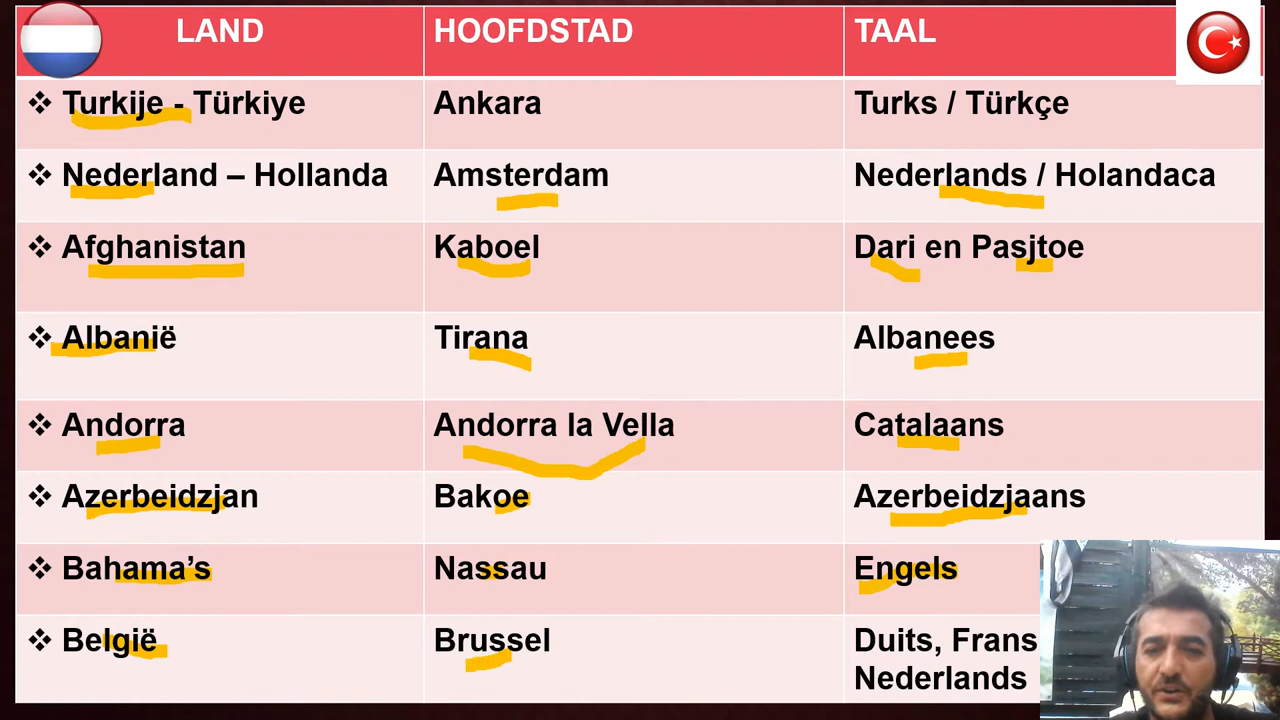 LAND HOOFDSTAD TAAL
❖ Turkije - Türkiye Ankara Turks / Türkçe
❖ Nederland – Hollanda Amsterdam Nederlands / Holandaca
❖ Afghanistan Kaboel Dari en Pasjtoe
❖ Albanië Tirana Albanees
❖ Andorra Andorra la Vella Catalaans
❖ Azerbeidzjan Bakoe Azerbeidzjaans
❖ Bahama’s Nassau Engels
❖ België Brussel Duits, Frans
Nederlands